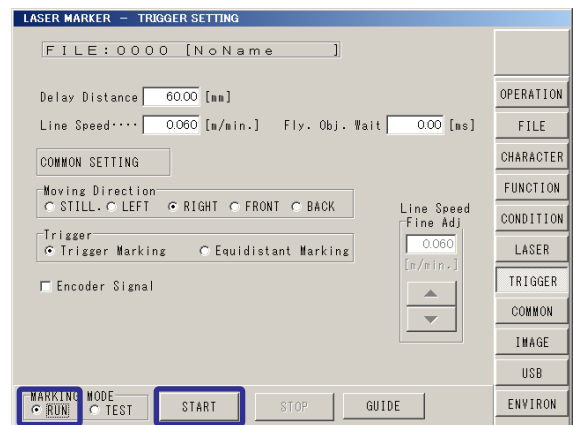 LASER MARKER — TRIGGER SETTING
FILE:0000 [NoName ]
Delay Distance 60.00 [mm]
Line Speed···· 0.060 [m/min.] Fly. Obj. Wait 0.00 [ms]
COMMON SETTING
Moving Direction
STILL. LEFT RIGHT FRONT BACK
Trigger
Trigger Marking Equidistant Marking
Encoder Signal
Line Speed
Fine Adj
0.060
[m/min.]
MARKING MODE
RUN TEST
START
STOP
GUIDE
OPERATION
FILE
CHARACTER
FUNCTION
CONDITION
LASER
TRIGGER
COMMON
IMAGE
USB
ENVIRON